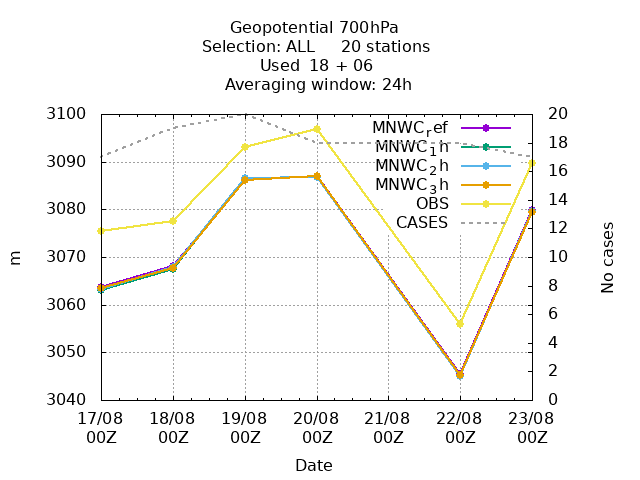 Geopotential 700hPa
Selection: ALL 20 stations
Used 18 + 06
Averaging window: 24h
3100
3090
3080
3070
3060
3050
3040
m
20
18
16
14
12
10
8
6
4
2
0
No cases
MNWC_ref
MNWC_1h
MNWC_2h
MNWC_3h
OBS
CASES
17/08 18/08 19/08 20/08 21/08 22/08 23/08
00Z 00Z 00Z 00Z 00Z 00Z 00Z
Date